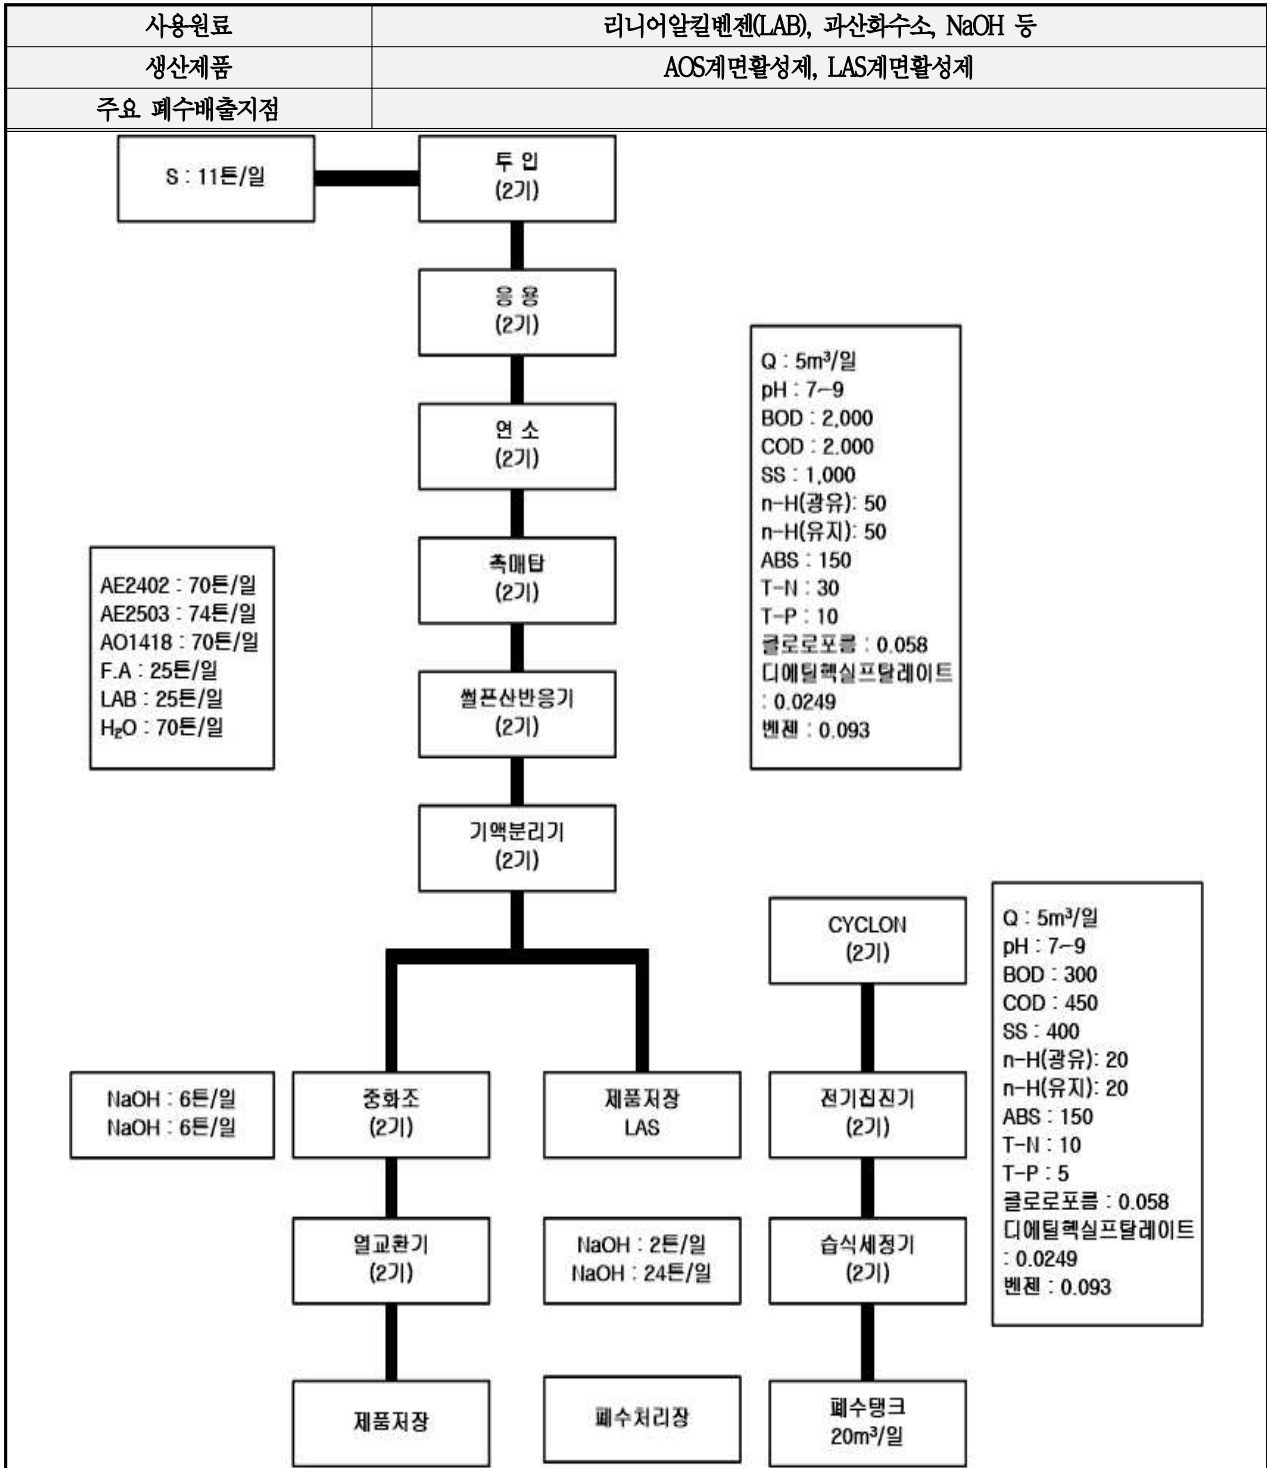 사용원료
리니어알킬벤젠(LAB), 과산화수소, NaOH 등
생산제품
AOS계면활성제, LAS계면활성제
주요 폐수배출지점
S : 11톤/일
투 인
(2기)
응 용
(2기)
연 소
(2기)
촉매탑
(2기)
썰폰산반응기
(2기)
기액분리기
(2기)
AE2402 : 70톤/일
AE2503 : 74톤/일
AO1418 : 70톤/일
F.A : 25톤/일
LAB : 25톤/일
H₂O : 70톤/일
Q : 5m³/일
pH : 7~9
BOD : 2,000
COD : 2.000
SS : 1,000
n-H(광유): 50
n-H(유지): 50
ABS : 150
T-N : 30
T-P : 10
클로로포름 : 0.058
디에틸헥실프탈레이트
: 0.0249
벤젠 : 0.093
CYCLON
(2기)
Q : 5m³/일
pH : 7~9
BOD : 300
COD : 450
SS : 400
n-H(광유): 20
n-H(유지): 20
ABS : 150
T-N : 10
T-P : 5
클로로포름 : 0.058
디에틸헥실프탈레이트
: 0.0249
벤젠 : 0.093
NaOH : 6톤/일
NaOH : 6톤/일
중화조
(2기)
제품저장
LAS
전기집진기
(2기)
열교환기
(2기)
NaOH : 2톤/일
NaOH : 24톤/일
습식세정기
(2기)
제품저장
폐수처리장
폐수탱크
20m³/일